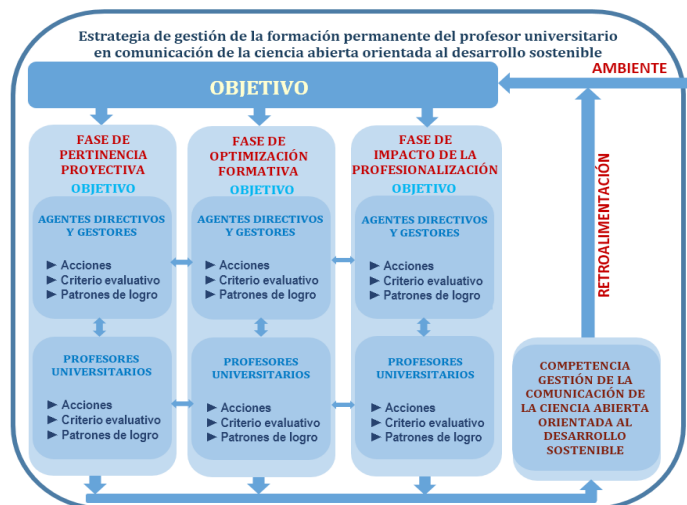 Estrategia de gestión de la formación permanente del profesor universitario
en comunicación de la ciencia abierta orientada al desarrollo sostenible
AMBIENTE
OBJETIVO
FASE DE
PERTINENCIA
PROYECTIVA
OBJETIVO
AGENTES DIRECTIVOS
Y GESTORES
► Acciones
► Criterio evaluativo
► Patrones de logro
PROFESORES
UNIVERSITARIOS
► Acciones
► Criterio evaluativo
► Patrones de logro
FASE DE
OPTIMIZACIÓN
FORMATIVA
OBJETIVO
AGENTES DIRECTIVOS
Y GESTORES
► Acciones
► Criterio evaluativo
► Patrones de logro
PROFESORES
UNIVERSITARIOS
► Acciones
► Criterio evaluativo
► Patrones de logro
FASE DE
IMPACTO DE LA
PROFESIONALIZACIÓN
OBJETIVO
AGENTES DIRECTIVOS
Y GESTORES
► Acciones
► Criterio evaluativo
► Patrones de logro
PROFESORES
UNIVERSITARIOS
► Acciones
► Criterio evaluativo
► Patrones de logro
RETROALIMENTACIÓN
COMPETENCIA
GESTIÓN DE LA
COMUNICACIÓN DE
LA CIENCIA ABIERTA
ORIENTADA AL
DESARROLLO
SOSTENIBLE